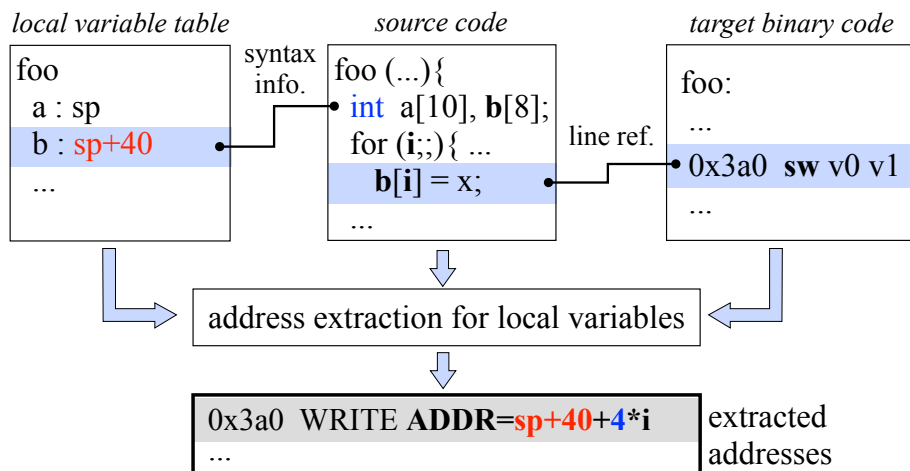 local variable table
source code
target binary code
foo
a : sp
b : sp+40
...
syntax
info.
foo (...){
int a[10], b[8];
for (i;;){ ...
b[i] = x;
...
line ref.
foo:
...
0x3a0 sw v0 v1
...
address extraction for local variables
0x3a0 WRITE ADDR=sp+40+4*i
...
extracted
addresses